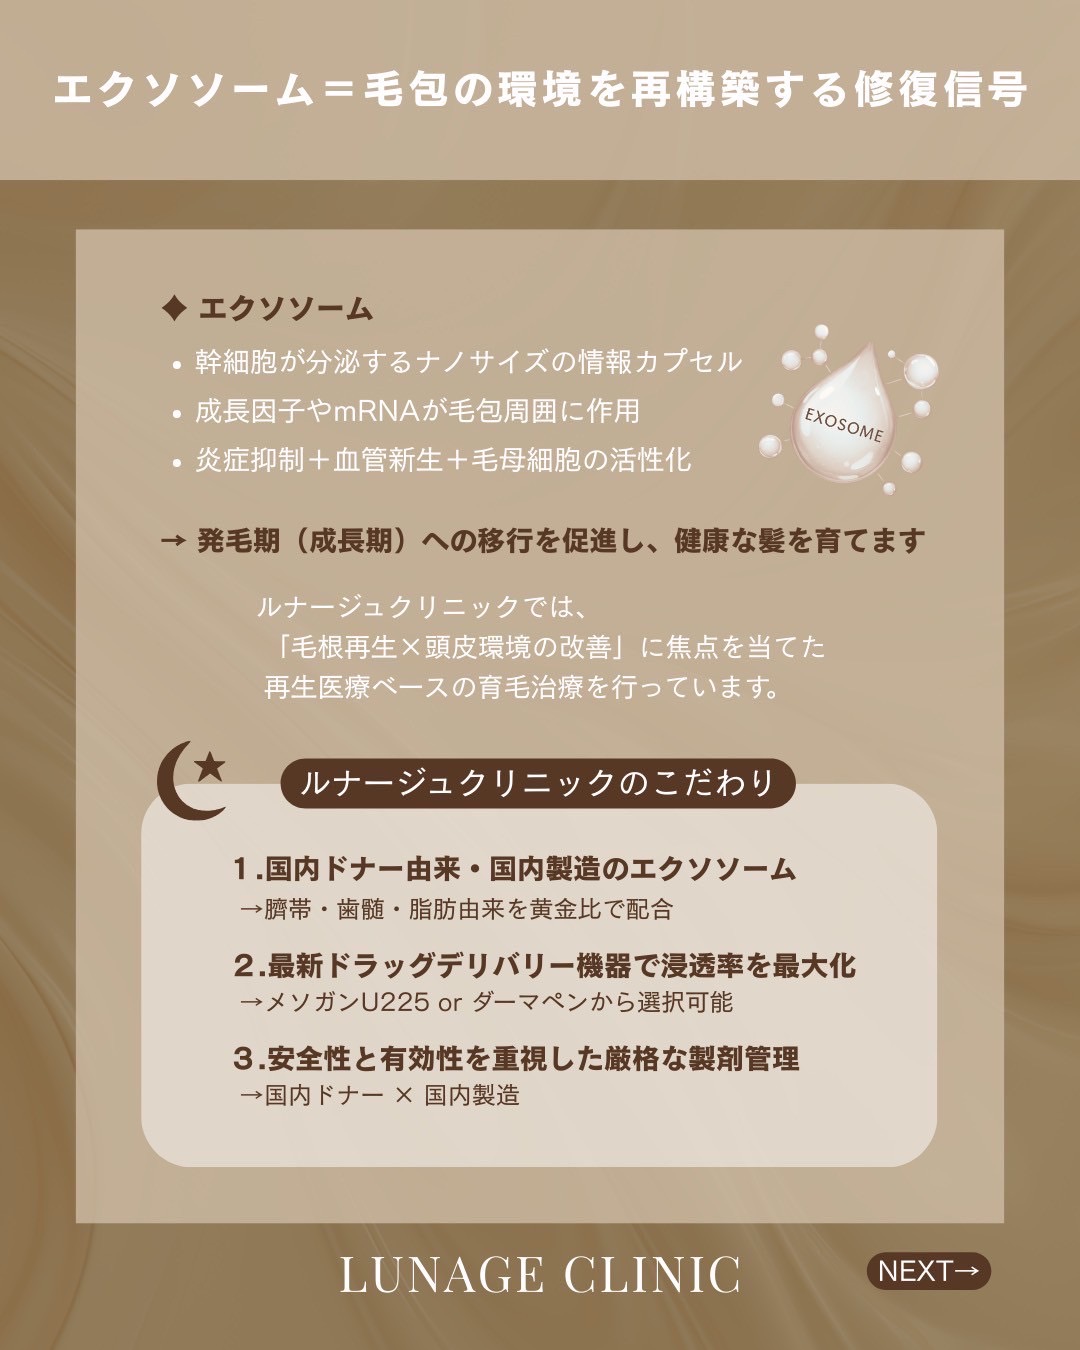 エクソソーム＝毛包の環境を再構築する修復信号
エクソソーム
・幹細胞が分泌するナノサイズの情報カプセル
・成長因子やmRNAが毛包周囲に作用
・炎症抑制＋血管新生＋毛母細胞の活性化
EXOSOME
→ 発毛期（成長期）への移行を促進し、健康な髪を育てます
ルナージュクリニックでは、
「毛根再生×頭皮環境の改善」に焦点を当てた
再生医療ベースの育毛治療を行っています。
ルナージュクリニックのこだわり
１.国内ドナー由来・国内製造のエクソソーム
→臍帯・歯髄・脂肪由来を黄金比で配合
２.最新ドラッグデリバリー機器で浸透率を最大化
→メソガンU225 or ダーマペンから選択可能
３.安全性と有効性を重視した厳格な製剤管理
→国内ドナー × 国内製造
LUNAGE CLINIC
NEXT→